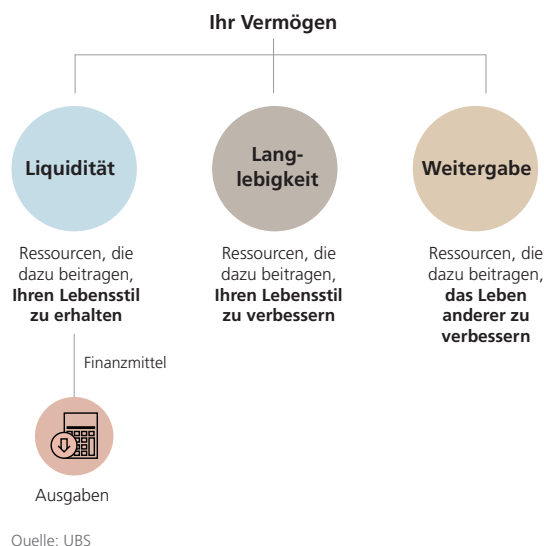 Ihr Vermögen
Liquidität
Lang-
lebigkeit
Weitergabe
Ressourcen, die
dazu beitragen,
Ihren Lebensstil
zu erhalten
Ressourcen, die
dazu beitragen,
Ihren Lebensstil
zu verbessern
Ressourcen, die
dazu beitragen,
das Leben
anderer zu
verbessern
Finanzmittel
Ausgaben
Quelle: UBS